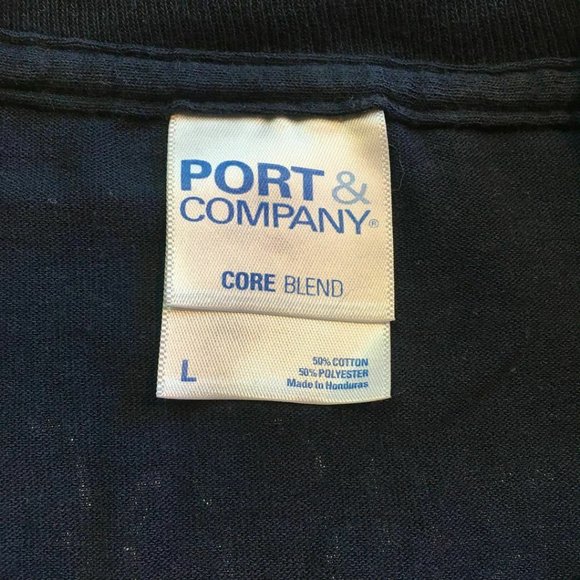 PORT &
COMPANY®
CORE BLEND
L
50% COTTON
50% POLYESTER
Made in Honduras